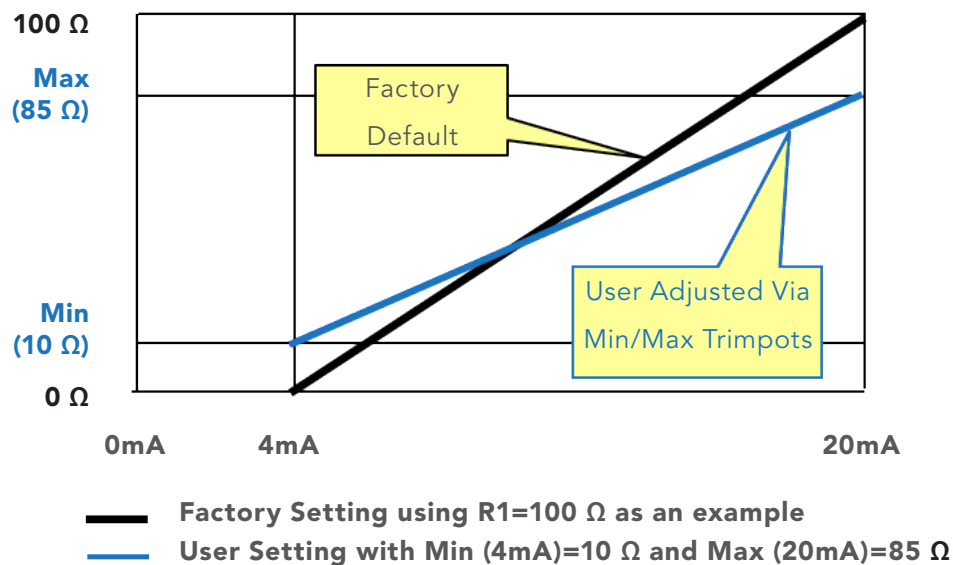 100 Ω
Max
(85 Ω)
Factory
Default
User Adjusted Via
Min/Max Trimpots
Min
(10 Ω)
0 Ω
0mA 4mA 20mA
Factory Setting using R1=100 Ω as an example
User Setting with Min (4mA)=10 Ω and Max (20mA)=85 Ω